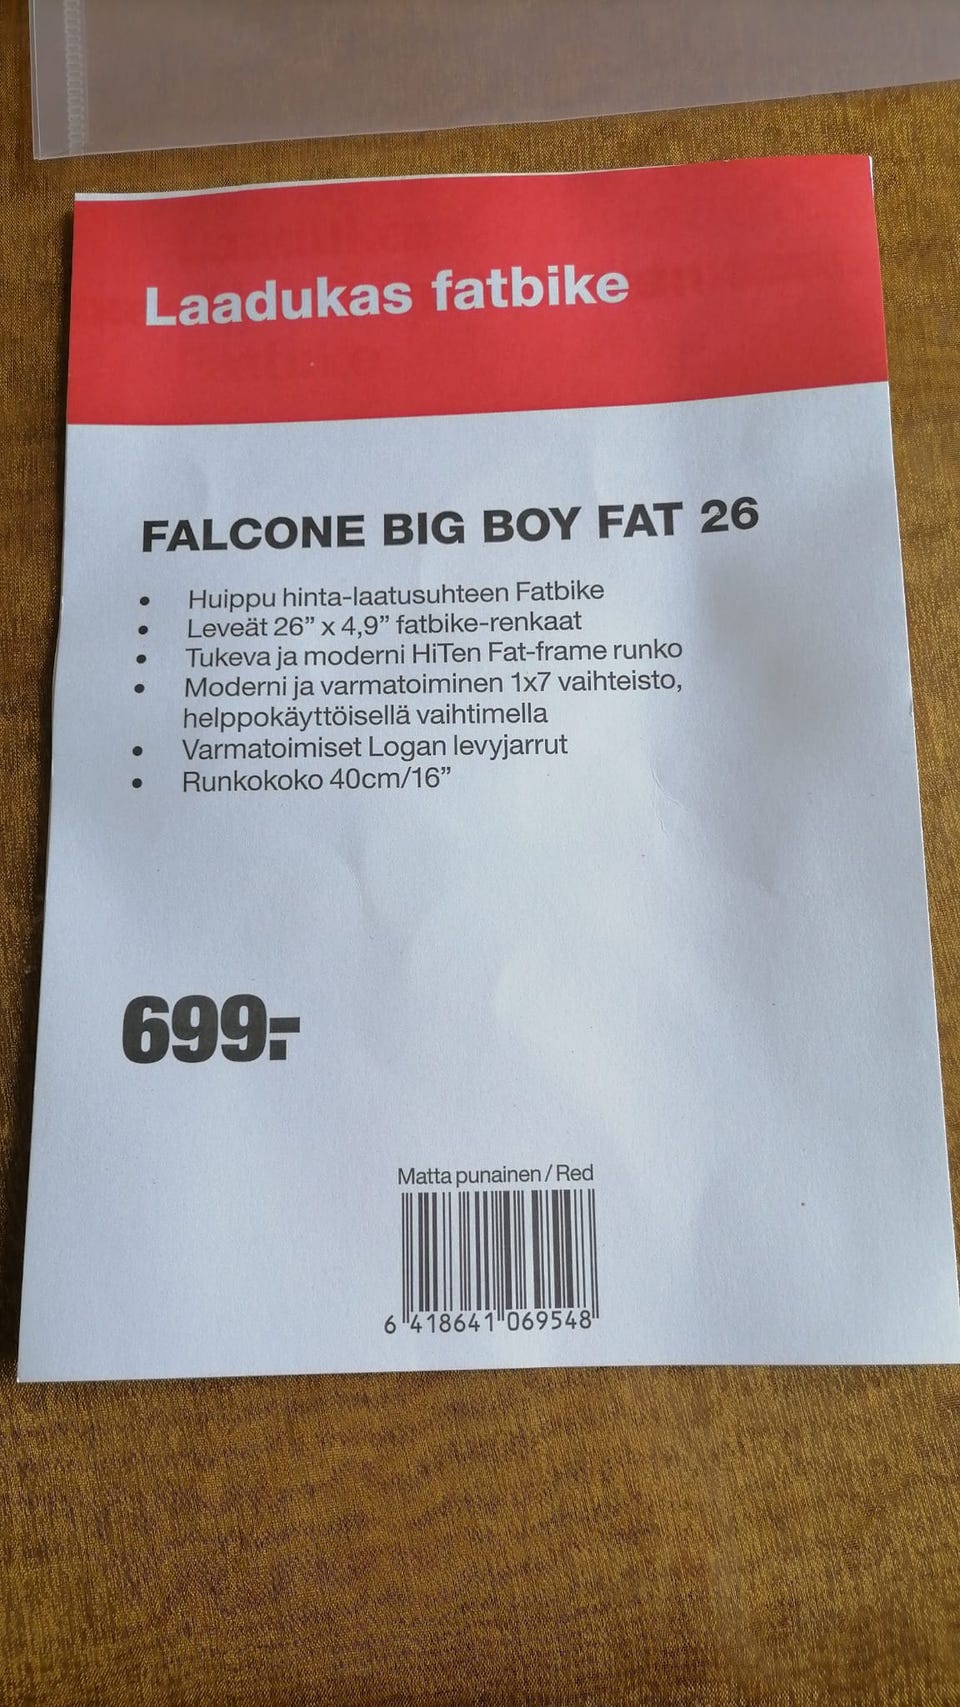 Laadukas fatbike
FALCONE BIG BOY FAT 26
• Huippu hinta-laatusuhteen Fatbike
• Leveät 26” x 4,9” fatbike-renkaat
• Tukeva ja moderni HiTen Fat-frame runko
• Moderni ja varmatoiminen 1x7 vaihteisto,
helppokäyttöisellä vaihtimella
• Varmatoimiset Logan levyjarrut
• Runkokoko 40cm/16”
699:-
Matta punainen / Red
6 418641 069548